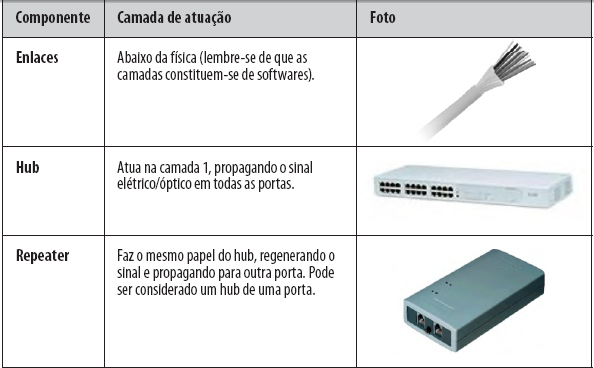 Componente Camada de atuação Foto
Enlaces Abaixo da física (lembre-se de que as
camadas constituem-se de softwares).
Hub Atua na camada 1, propagando o sinal
elétrico/óptico em todas as portas.
Repeater Faz o mesmo papel do hub, regenerando o
sinal e propagando para outra porta. Pode
ser considerado um hub de uma porta.